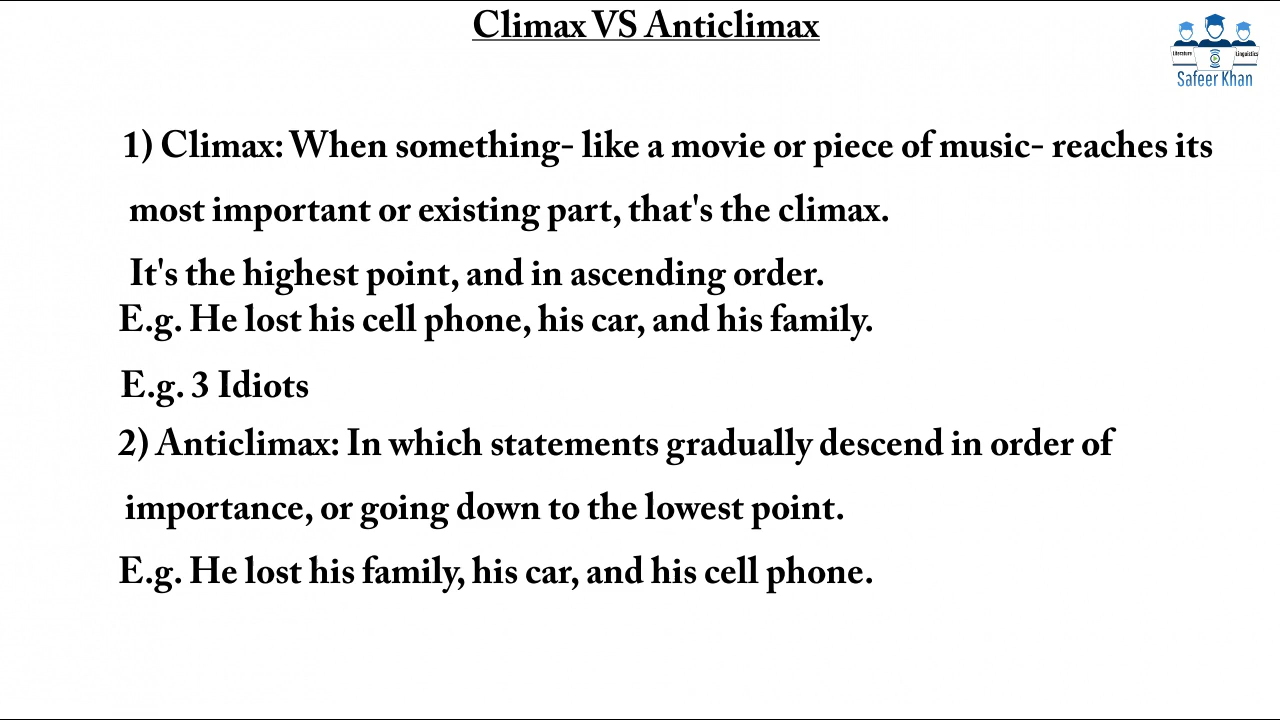 Climax VS Anticlimax
Literature
Linguistics
Safeer Khan
1) Climax: When something- like a movie or piece of music- reaches its
most important or existing part, that's the climax.
It's the highest point, and in ascending order.
E.g. He lost his cell phone, his car, and his family.
E.g. 3 Idiots
2) Anticlimax: In which statements gradually descend in order of
importance, or going down to the lowest point.
E.g. He lost his family, his car, and his cell phone.